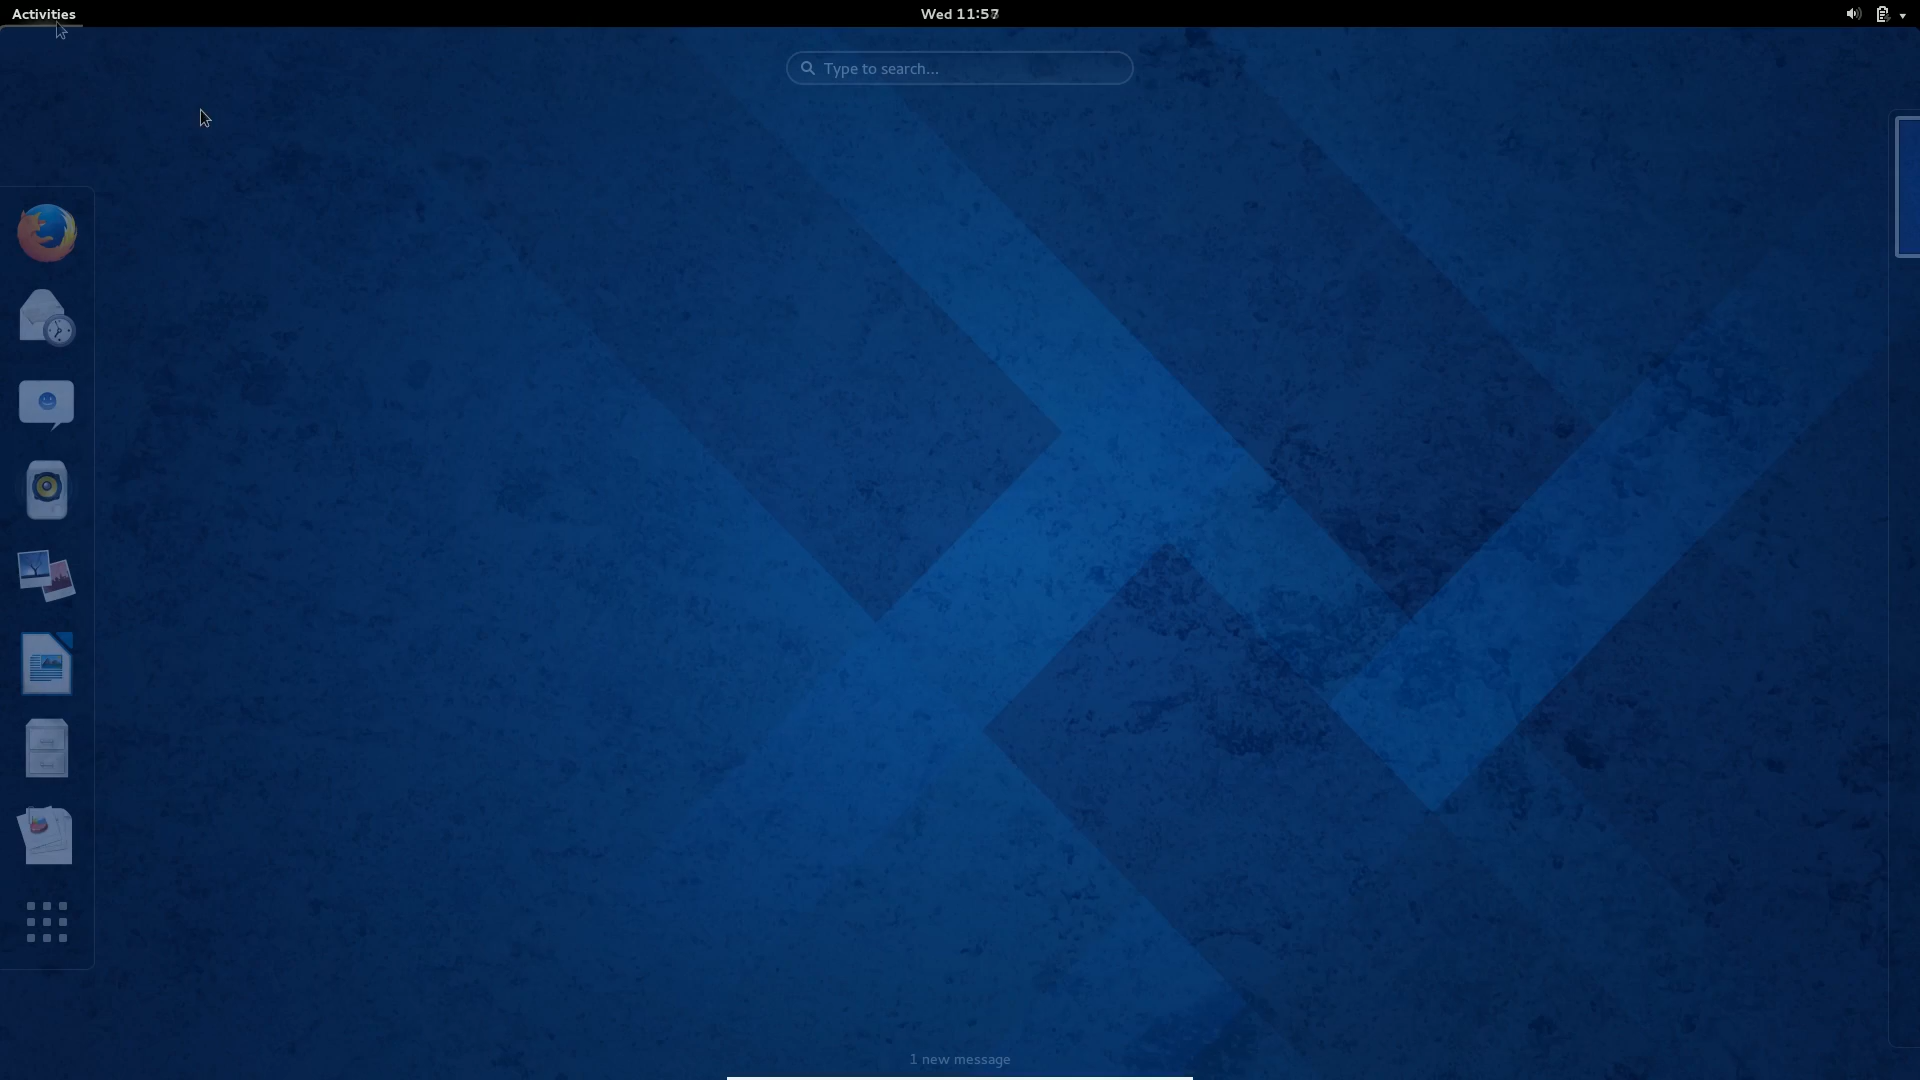 Activities
Wed 11:57
Type to search...
1 new message